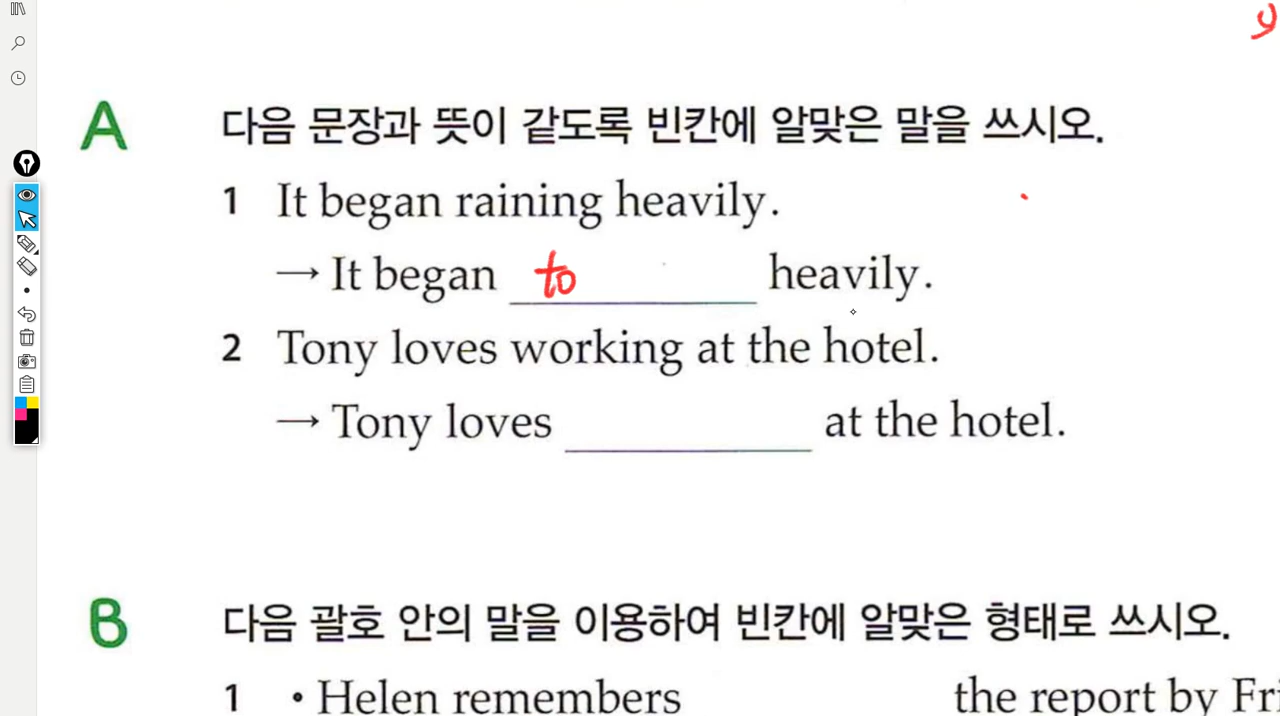 A 다음 문장과 뜻이 같도록 빈칸에 알맞은 말을 쓰시오.
1 It began raining heavily.
→ It began to heavily.
2 Tony loves working at the hotel.
→ Tony loves at the hotel.
B 다음 괄호 안의 말을 이용하여 빈칸에 알맞은 형태로 쓰시오.
1 • Helen remembers the report by Fri